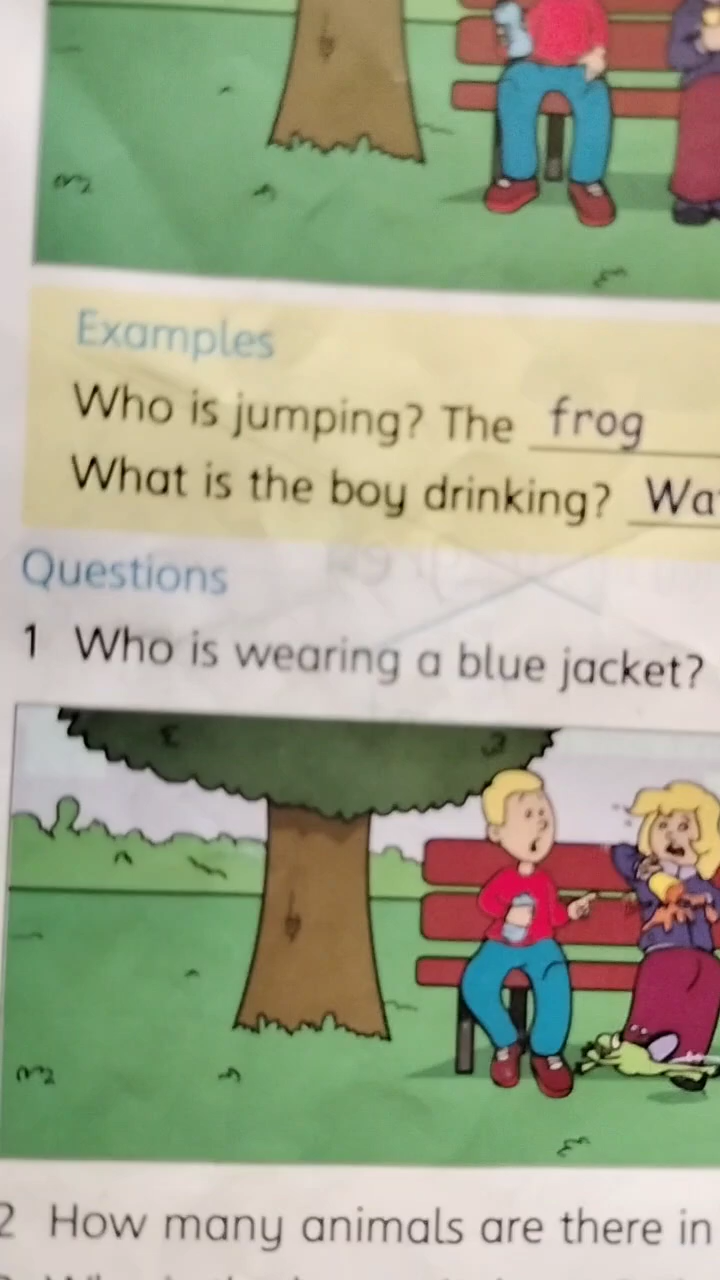 Examples
Who is jumping? The frog
What is the boy drinking?
Questions
1 Who is wearing a blue jacket?
2 How many animals are there in